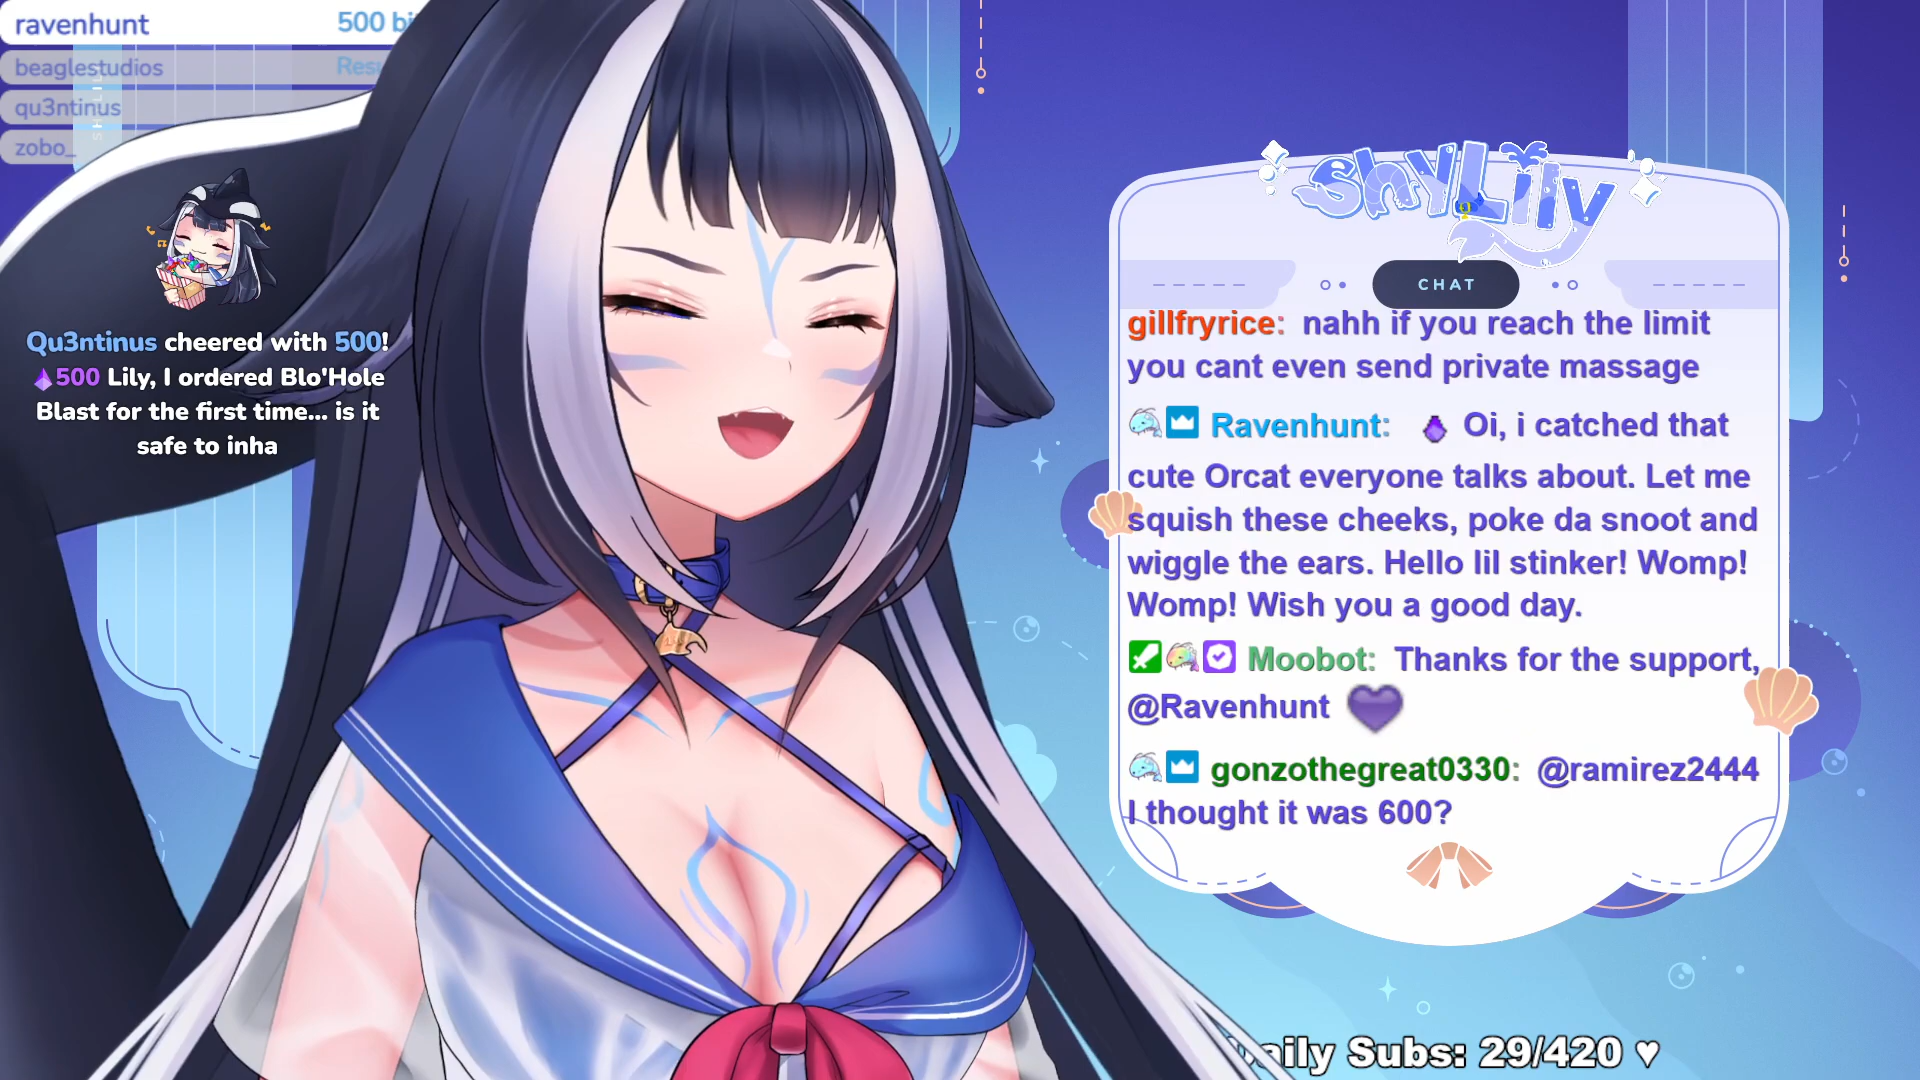 ravenhunt 500 bi
beaglestudios Resu
qu3ntinus
zobo_
Qu3ntinus cheered with 500!
500 Lily, I ordered Blo'Hole
Blast for the first time... is it
safe to inha
shyLily
CHAT
gillfryrice: nahh if you reach the limit
you cant even send private massage
Ravenhunt: Oi, i catched that
cute Orcat everyone talks about. Let me
squish these cheeks, poke da snoot and
wiggle the ears. Hello lil stinker! Womp!
Womp! Wish you a good day.
Moobot: Thanks for the support,
@Ravenhunt
gonzothegreat0330: @ramirez2444
I thought it was 600?
aily Subs: 29/420 ♥